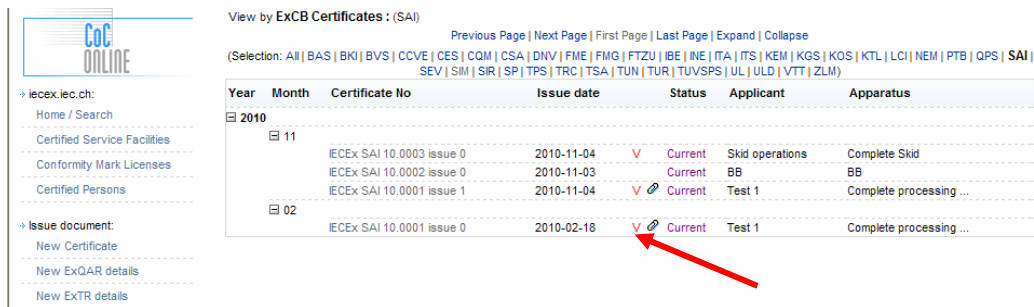 CoC
ONLINE
iecex.iec.ch:
Home / Search
Certified Service Facilities
Conformity Mark Licenses
Certified Persons
Issue document:
New Certificate
New ExQAR details
New ExTR details
View by ExCB Certificates : (SAI)
Previous Page | Next Page | First Page | Last Page | Expand | Collapse
(Selection: All | BAS | BKI | BVS | CCVE | CES | CQM | CSA | DNV | FME | FMG | FTZU | IBE | INE | ITA | ITS | KEM | KGS | KOS | KTL | LCI | NEM | PTB | QPS | SAI |
SEV | SIM | SIR | SP | TPS | TRC | TSA | TUN | TUR | TUVSPS | UL | ULD | VTT | ZLM)
Year Month Certificate No Issue date Status Applicant Apparatus
2010
11
IECEx SAI 10.0003 issue 0 2010-11-04 V Current Skid operations Complete Skid
IECEx SAI 10.0002 issue 0 2010-11-03 Current BB BB
IECEx SAI 10.0001 issue 1 2010-11-04 V Current Test 1 Complete processing ...
02
IECEx SAI 10.0001 issue 0 2010-02-18 V Current Test 1 Complete processing ...